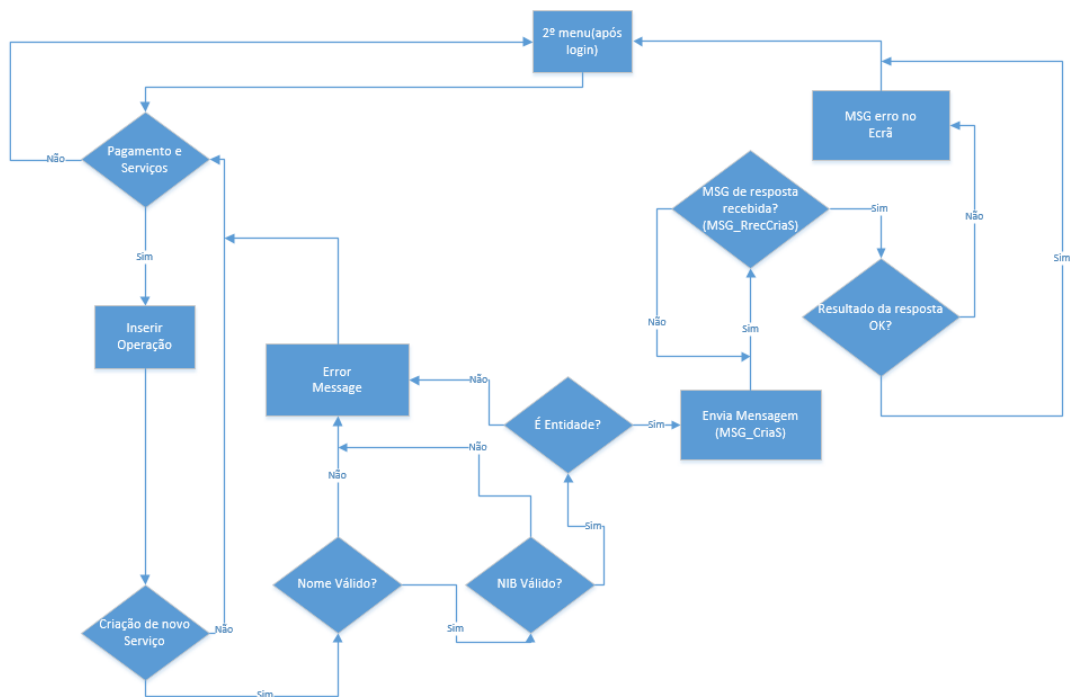 2º menu(após
login)
MSG erro no
Ecrã
Pagamento e
Serviços
Não
MSG de resposta
recebida?
(MSG_RrecCriaS)
Sim
Não
Sim
Sim
Inserir
Operação
Resultado da resposta
OK?
Não
Sim
Error
Message
Não
É Entidade?
Sim
Envia Mensagem
(MSG_CriaS)
Não
Não
Sim
Nome Válido?
NIB Válido?
Criação de novo
Serviço
Não
Sim
Sim